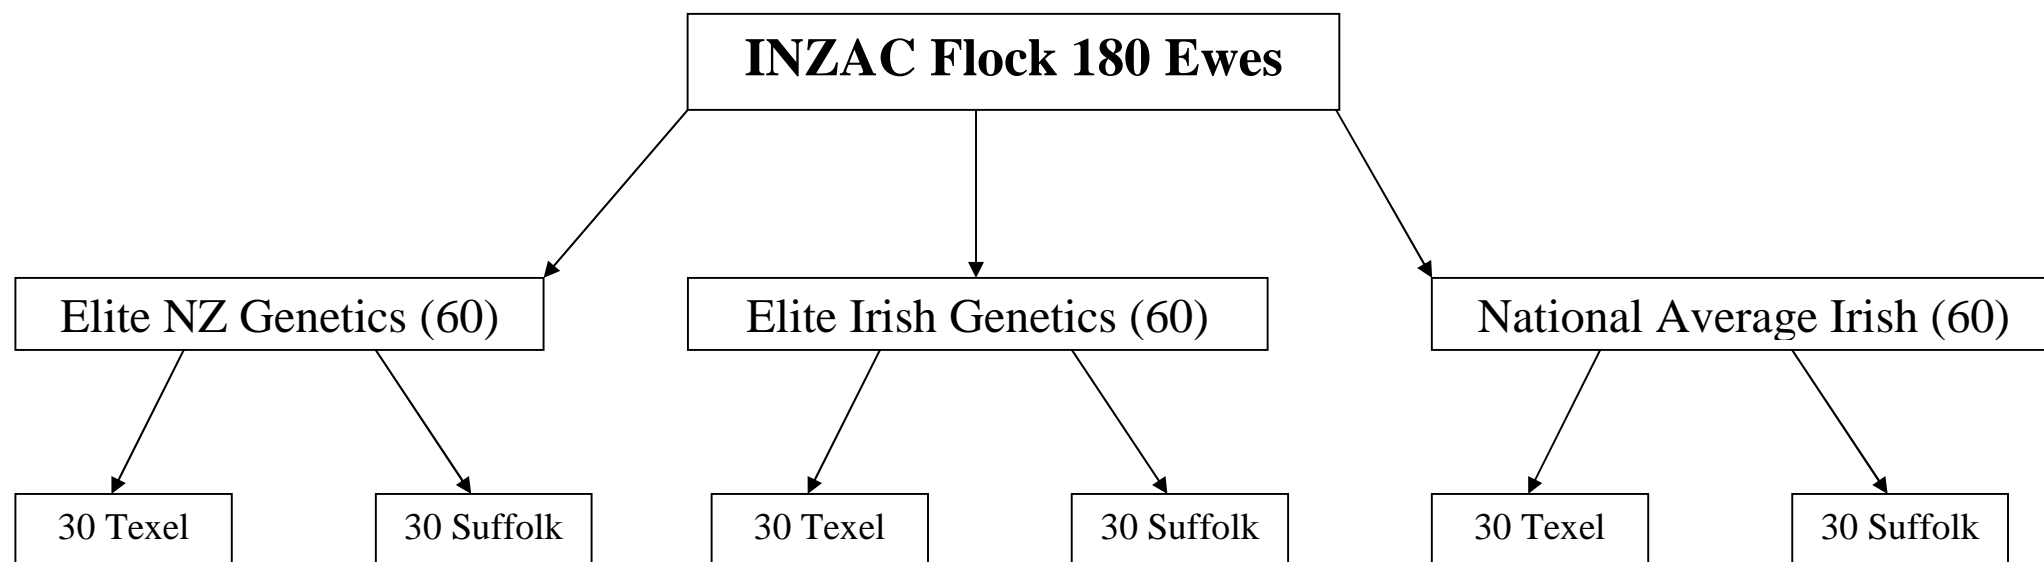 INZAC Flock 180 Ewes
Elite NZ Genetics (60)
Elite Irish Genetics (60)
National Average Irish (60)
30 Texel
30 Suffolk
30 Texel
30 Suffolk
30 Texel
30 Suffolk